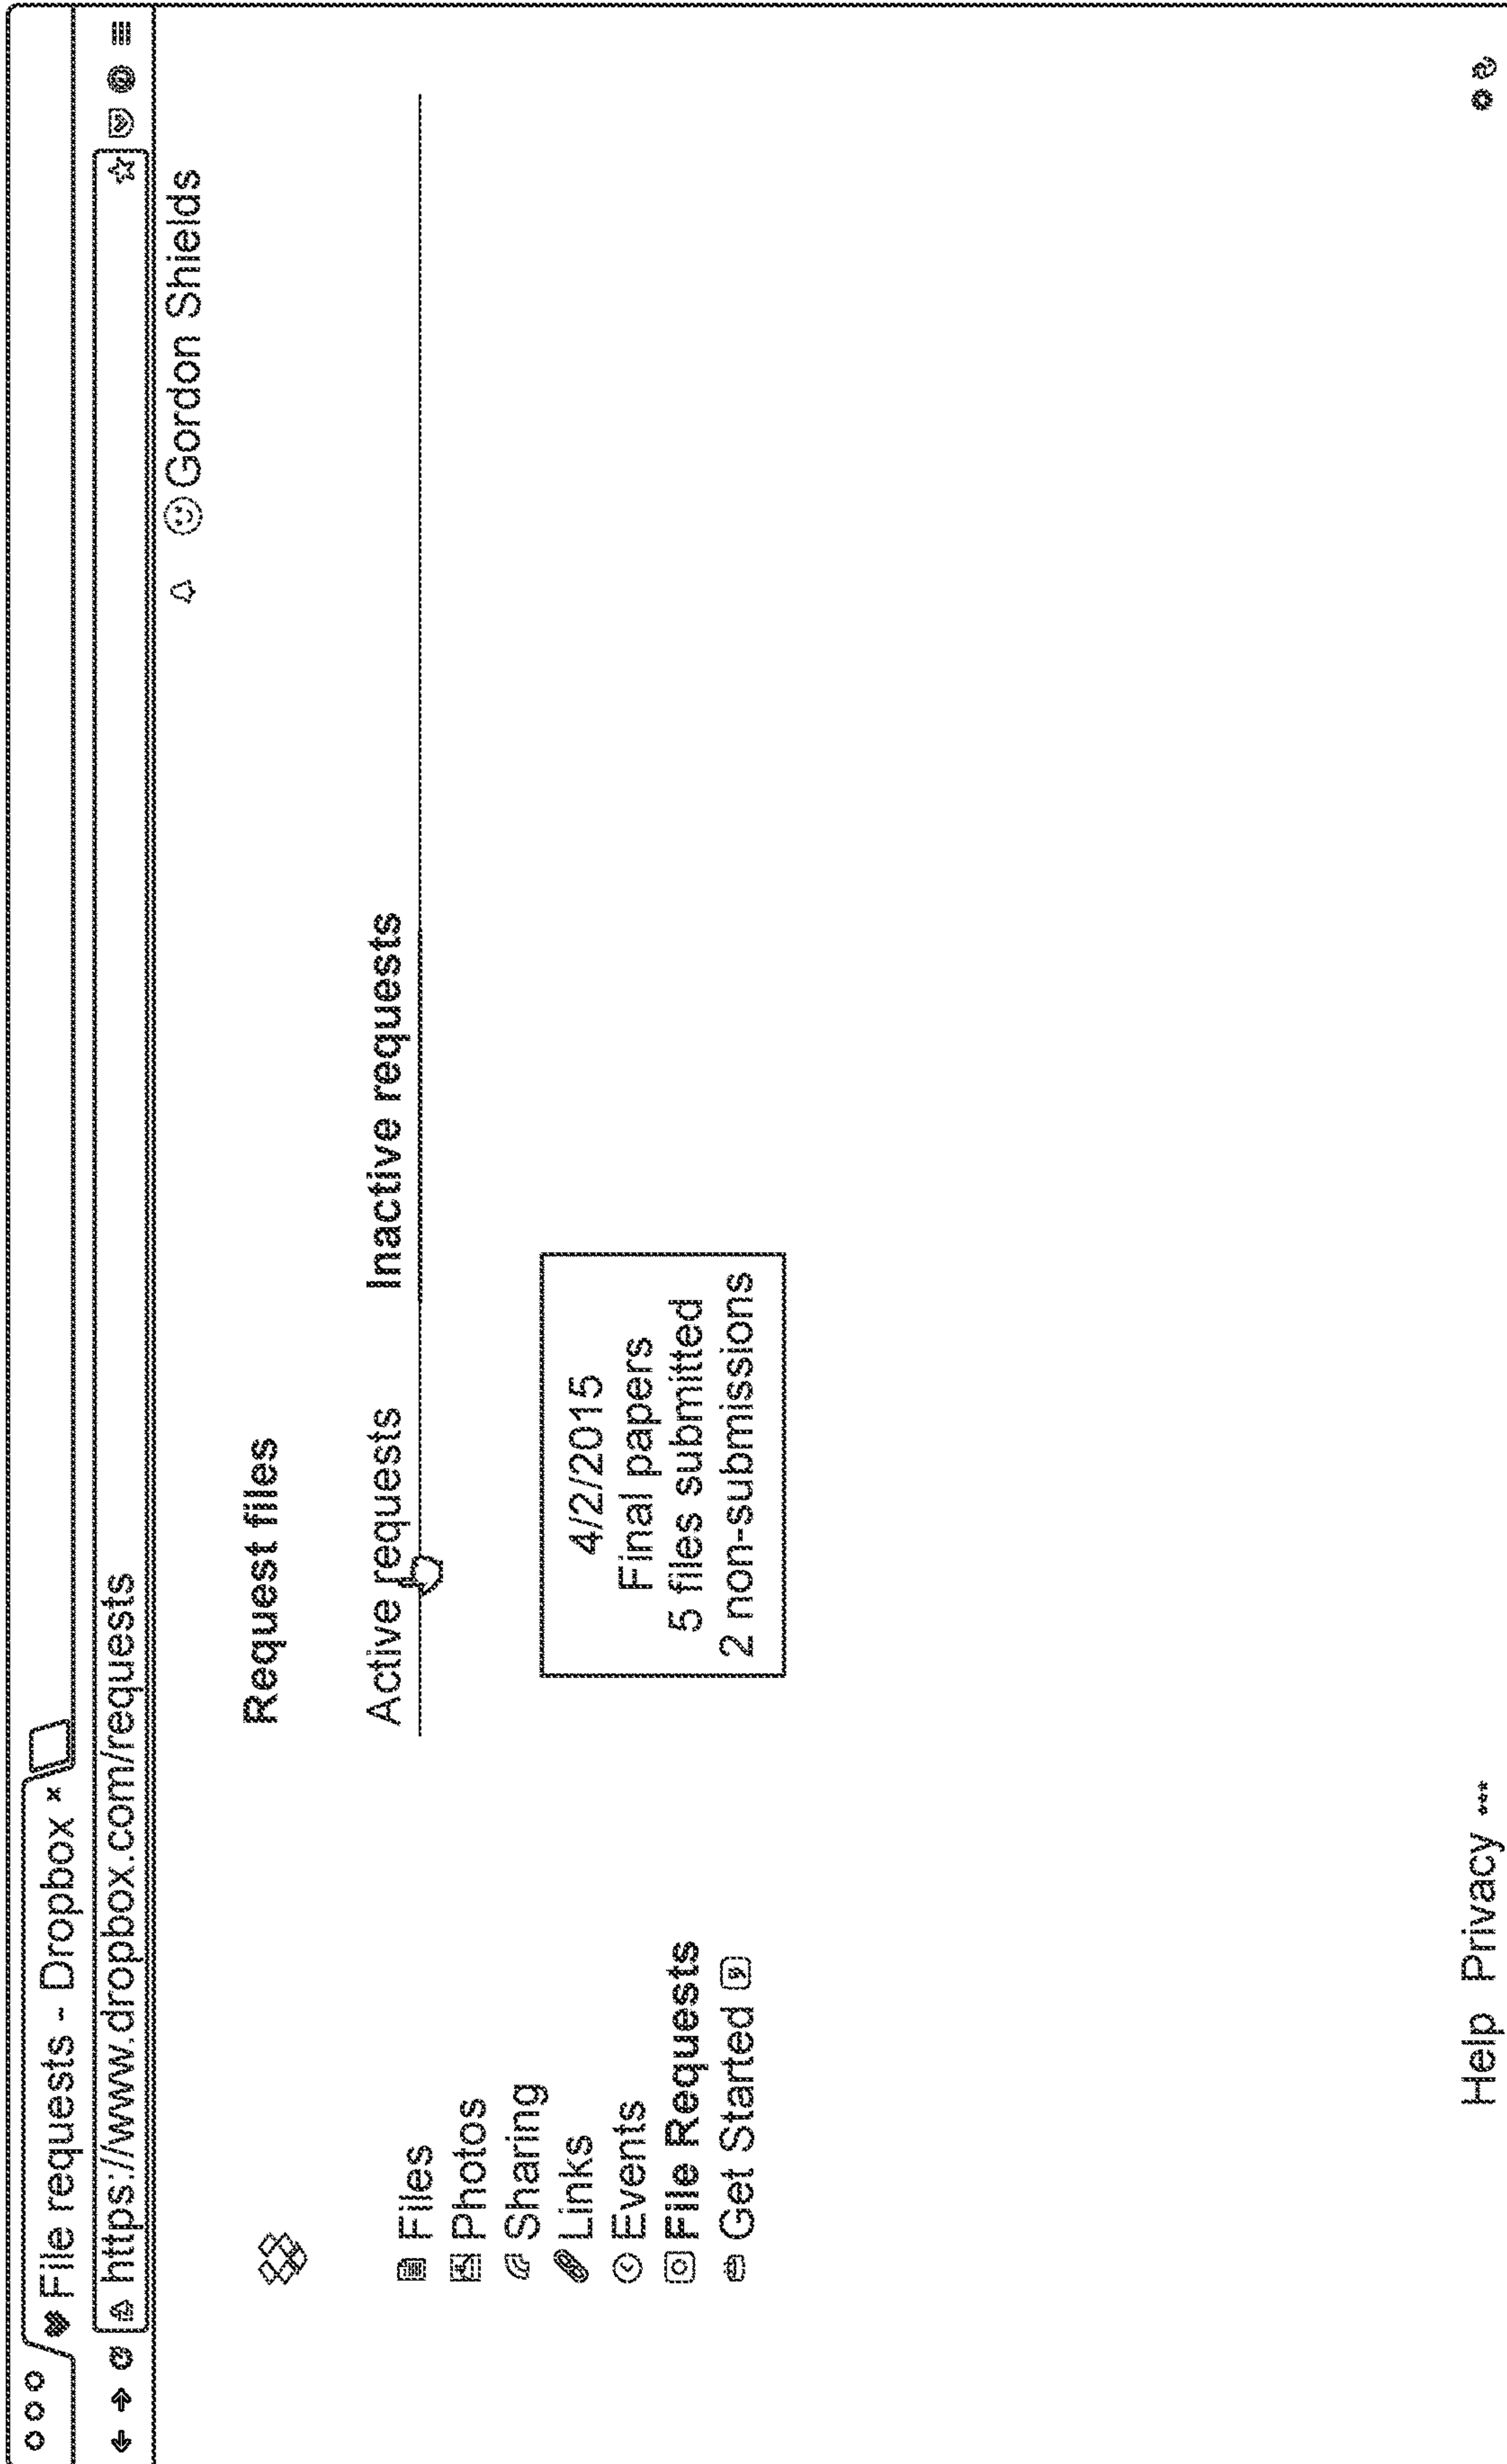 File requests - Dropbox ×
https://www.dropbox.com/requests
Gordon Shields
Request files
Active requests
Inactive requests
Files
Photos
Sharing
Links
Events
File Requests
Get Started
4/2/2015
Final papers
5 files submitted
2 non-submissions
Help Privacy •••